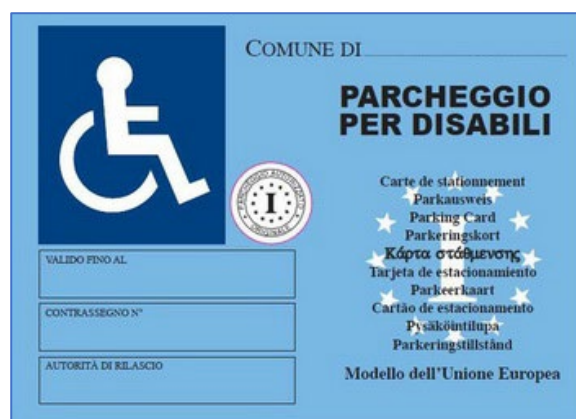 COMUNE DI
PARCHEGGIO
PER DISABILI
Carte de stationnement
Parkausweis
Parking Card
Parkeringskort
Κάρτα στάθμενσης
Tarjeta de estacionamiento
Parkeerkaart
Cartão de estacionamento
Pysäköintilupa
Parkeringstillstånd
Modello dell'Unione Europea
I
VALIDO FINO AL
CONTRASSEGNO N°
AUTORITÀ DI RILASCIO